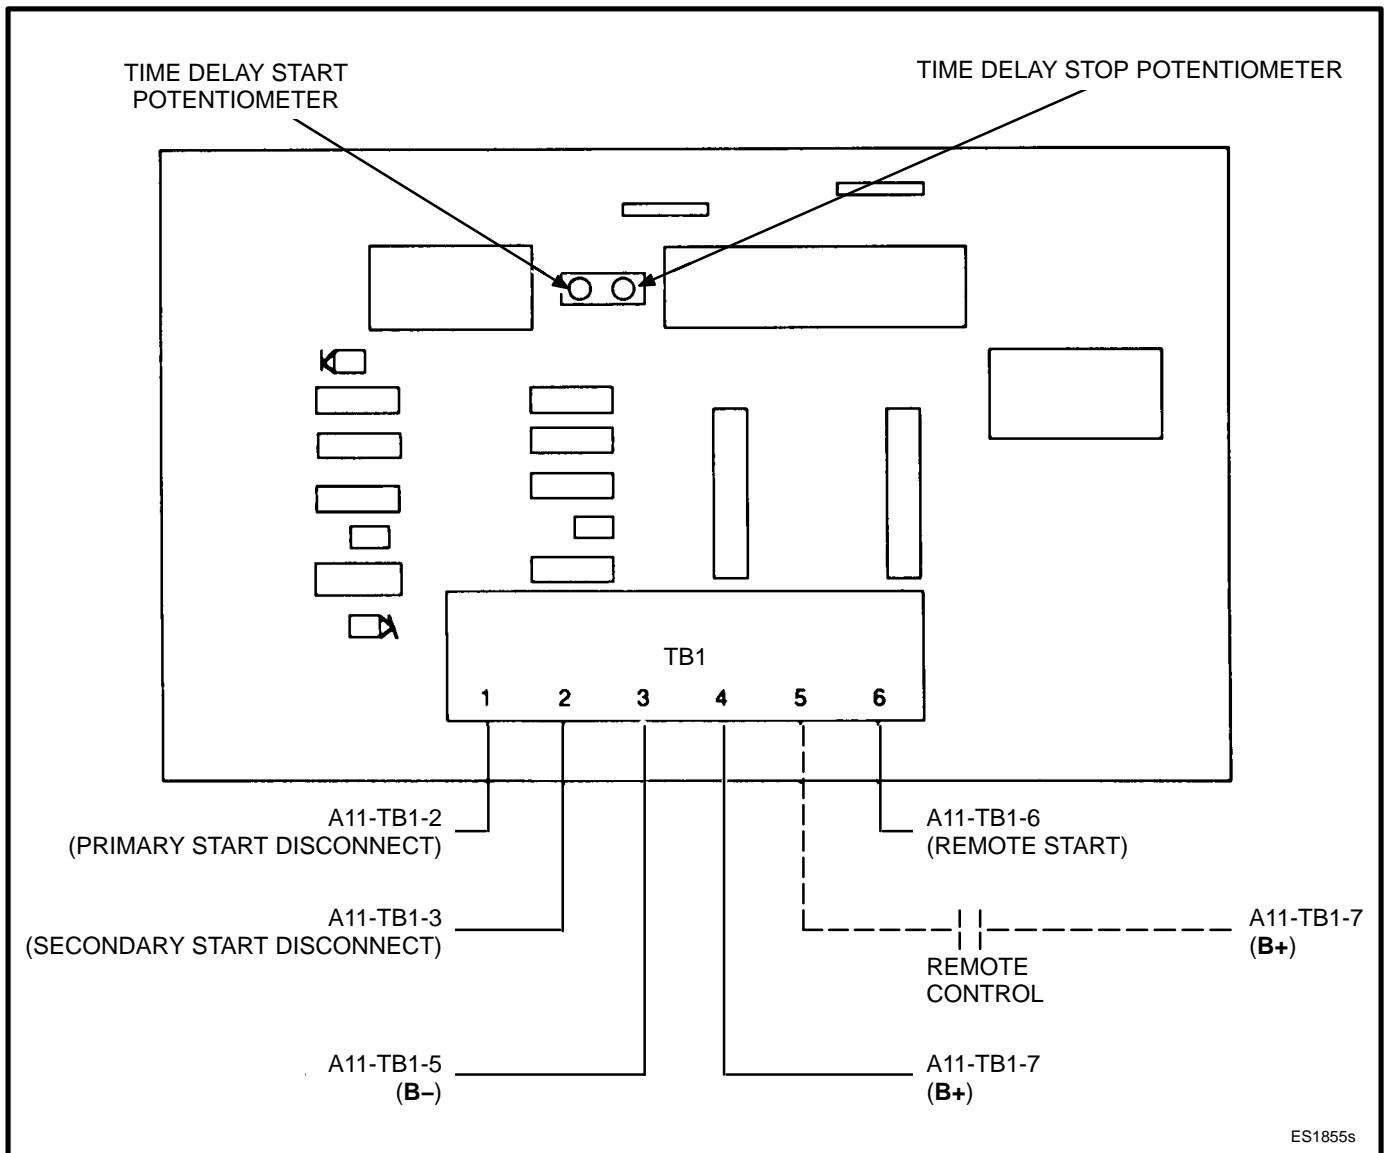 TIME DELAY START
POTENTIOMETER
TIME DELAY STOP POTENTIOMETER
TB1
1 2 3 4 5 6
A11-TB1-2
(PRIMARY START DISCONNECT)
A11-TB1-6
(REMOTE START)
A11-TB1-3
(SECONDARY START DISCONNECT)
A11-TB1-7
(B+)
REMOTE
CONTROL
A11-TB1-5
(B–)
A11-TB1-7
(B+)
ES1855s